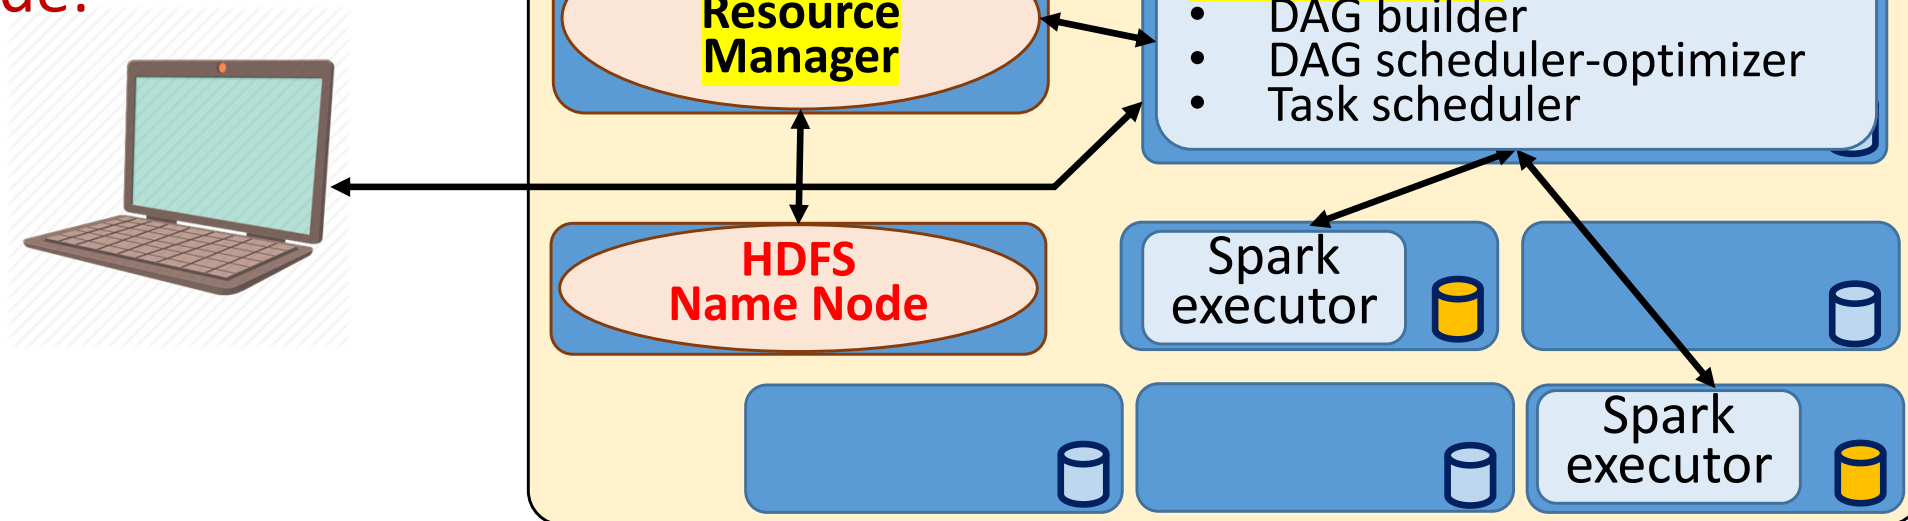 Resource
Manager
• DAG builder
• DAG scheduler-optimizer
• Task scheduler
HDFS
Name Node
Spark
executor
Spark
executor